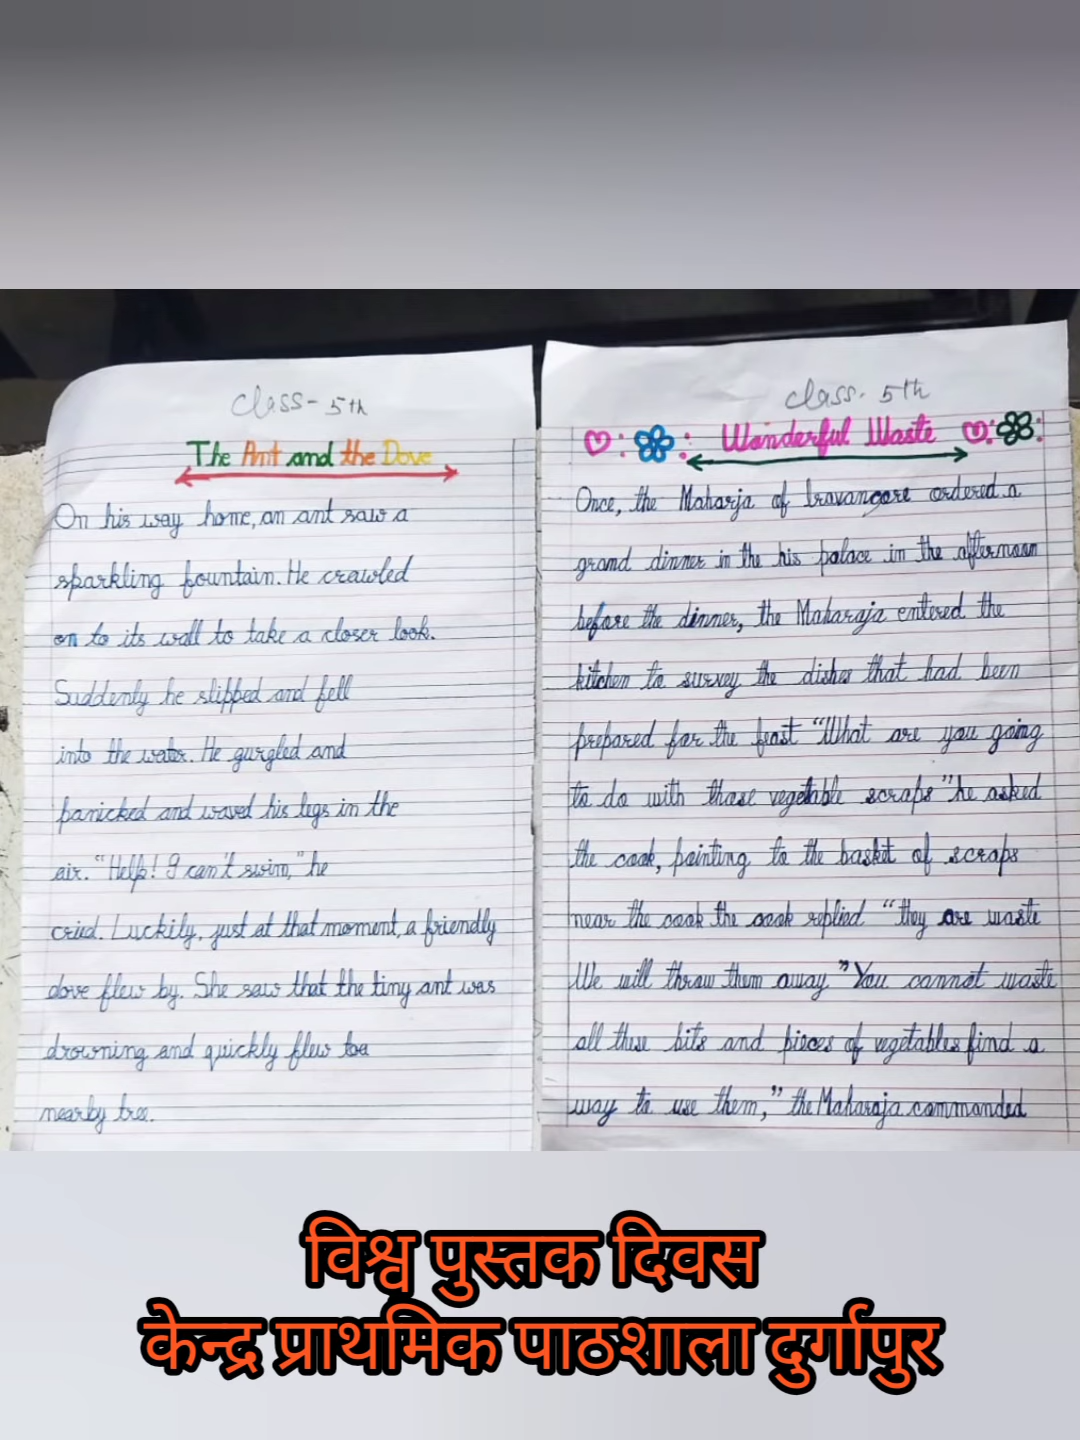 Class- 5th
The Ant and the Dove
On his way home, an ant saw a
sparkling fountain. He crawled
on to its wall to take a closer look.
Suddenly he slipped and fell
into the water. He gurgled and
panicked and waved his legs in the
air. "Help! I can't swim," he
cried. Luckily, just at that moment, a friendly
dove flew by. She saw that the tiny ant was
drowning and quickly flew toa
nearby tree.
Class. 5th
Wonderful Waste
Once, the Maharja of travancore ordered a
grand dinner in the his palace in the afternoon
before the dinner, the Maharaja entered the
kitchen to survey the dishes that had been
prepared for the feast "What are you going
to do with those vegetable scraps" he asked
the cook, pointing to the basket of scraps
near the cook the cook replied "they are waste
We will throw them away" You cannot waste
all these bits and pieces of vegetables find a
way to use them," the Maharaja commanded
विश्व पुस्तक दिवस
केन्द्र प्राथमिक पाठशाला दुर्गापुर